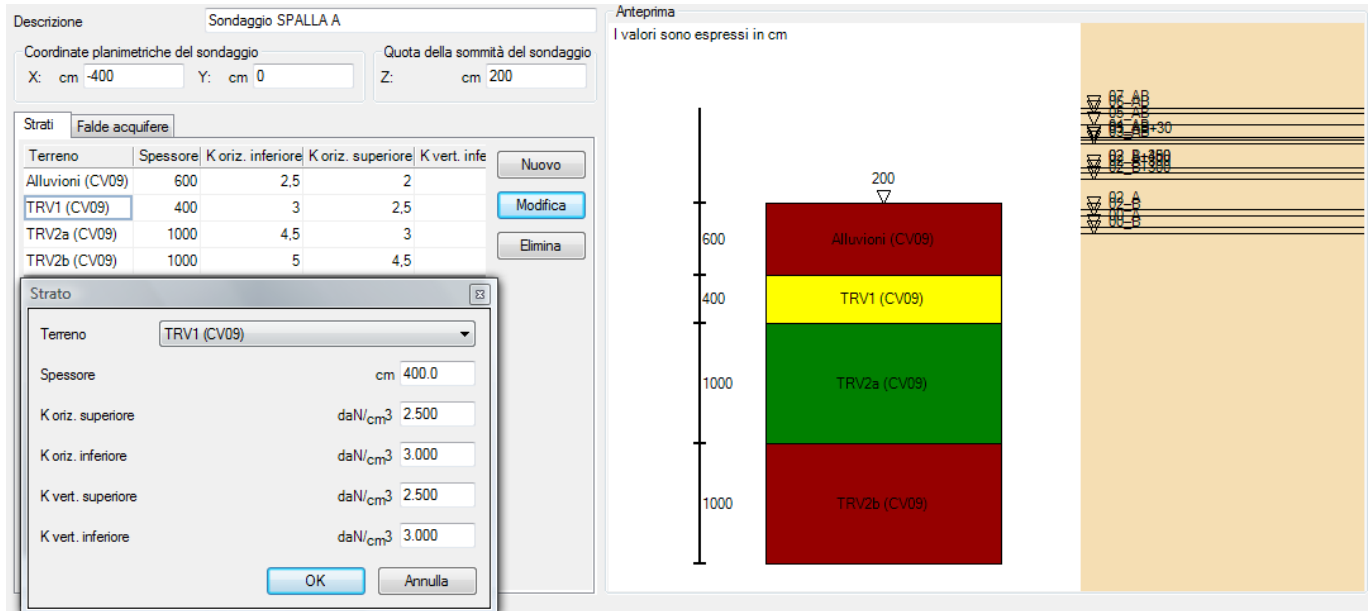 Descrizione Sondaggio SPALLA A
Coordinate planimetriche del sondaggio
X: cm -400 Y: cm 0
Quota della sommità del sondaggio
Z: cm 200
Strati Falde acquifere
Terreno Spessore K oriz. inferiore K oriz. superiore K vert. infe
Alluvioni (CV09) 600 2,5 2
TRV1 (CV09) 400 3 2,5
TRV2a (CV09) 1000 4,5 3
TRV2b (CV09) 1000 5 4,5
Nuovo
Modifica
Elimina
Strato
Terreno TRV1 (CV09)
Spessore cm 400.0
K oriz. superiore daN/cm3 2.500
K oriz. inferiore daN/cm3 3.000
K vert. superiore daN/cm3 2.500
K vert. inferiore daN/cm3 3.000
OK Annulla
Anteprima
I valori sono espressi in cm
200
600 Alluvioni (CV09)
400 TRV1 (CV09)
1000 TRV2a (CV09)
1000 TRV2b (CV09)
02_A
02_B
00_B